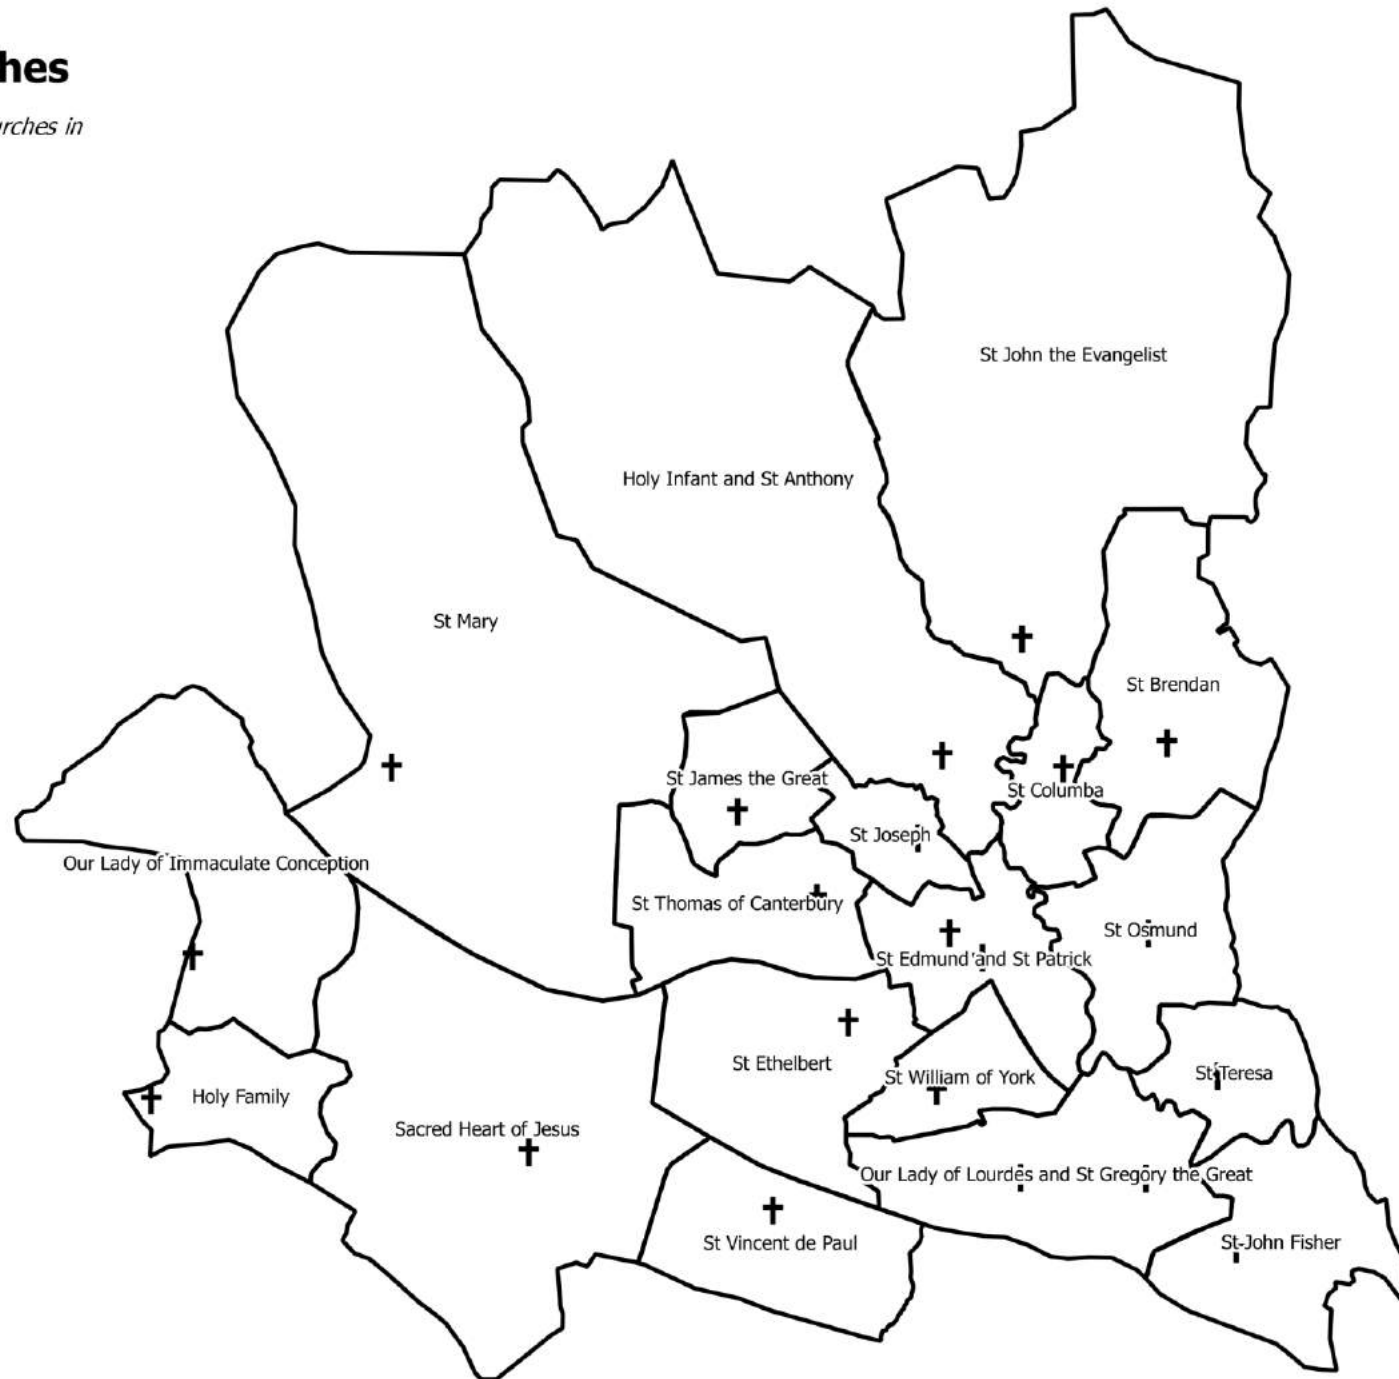 hes
rches in
St John the Evangelist
Holy Infant and St Anthony
St Mary
St Brendan
St James the Great
St Columba
St Joseph
Our Lady of Immaculate Conception
St Thomas of Canterbury
St Osmund
St Edmund and St Patrick
St Ethelbert
St William of York
St Teresa
Holy Family
Sacred Heart of Jesus
Our Lady of Lourdes and St Gregory the Great
St Vincent de Paul
St John Fisher